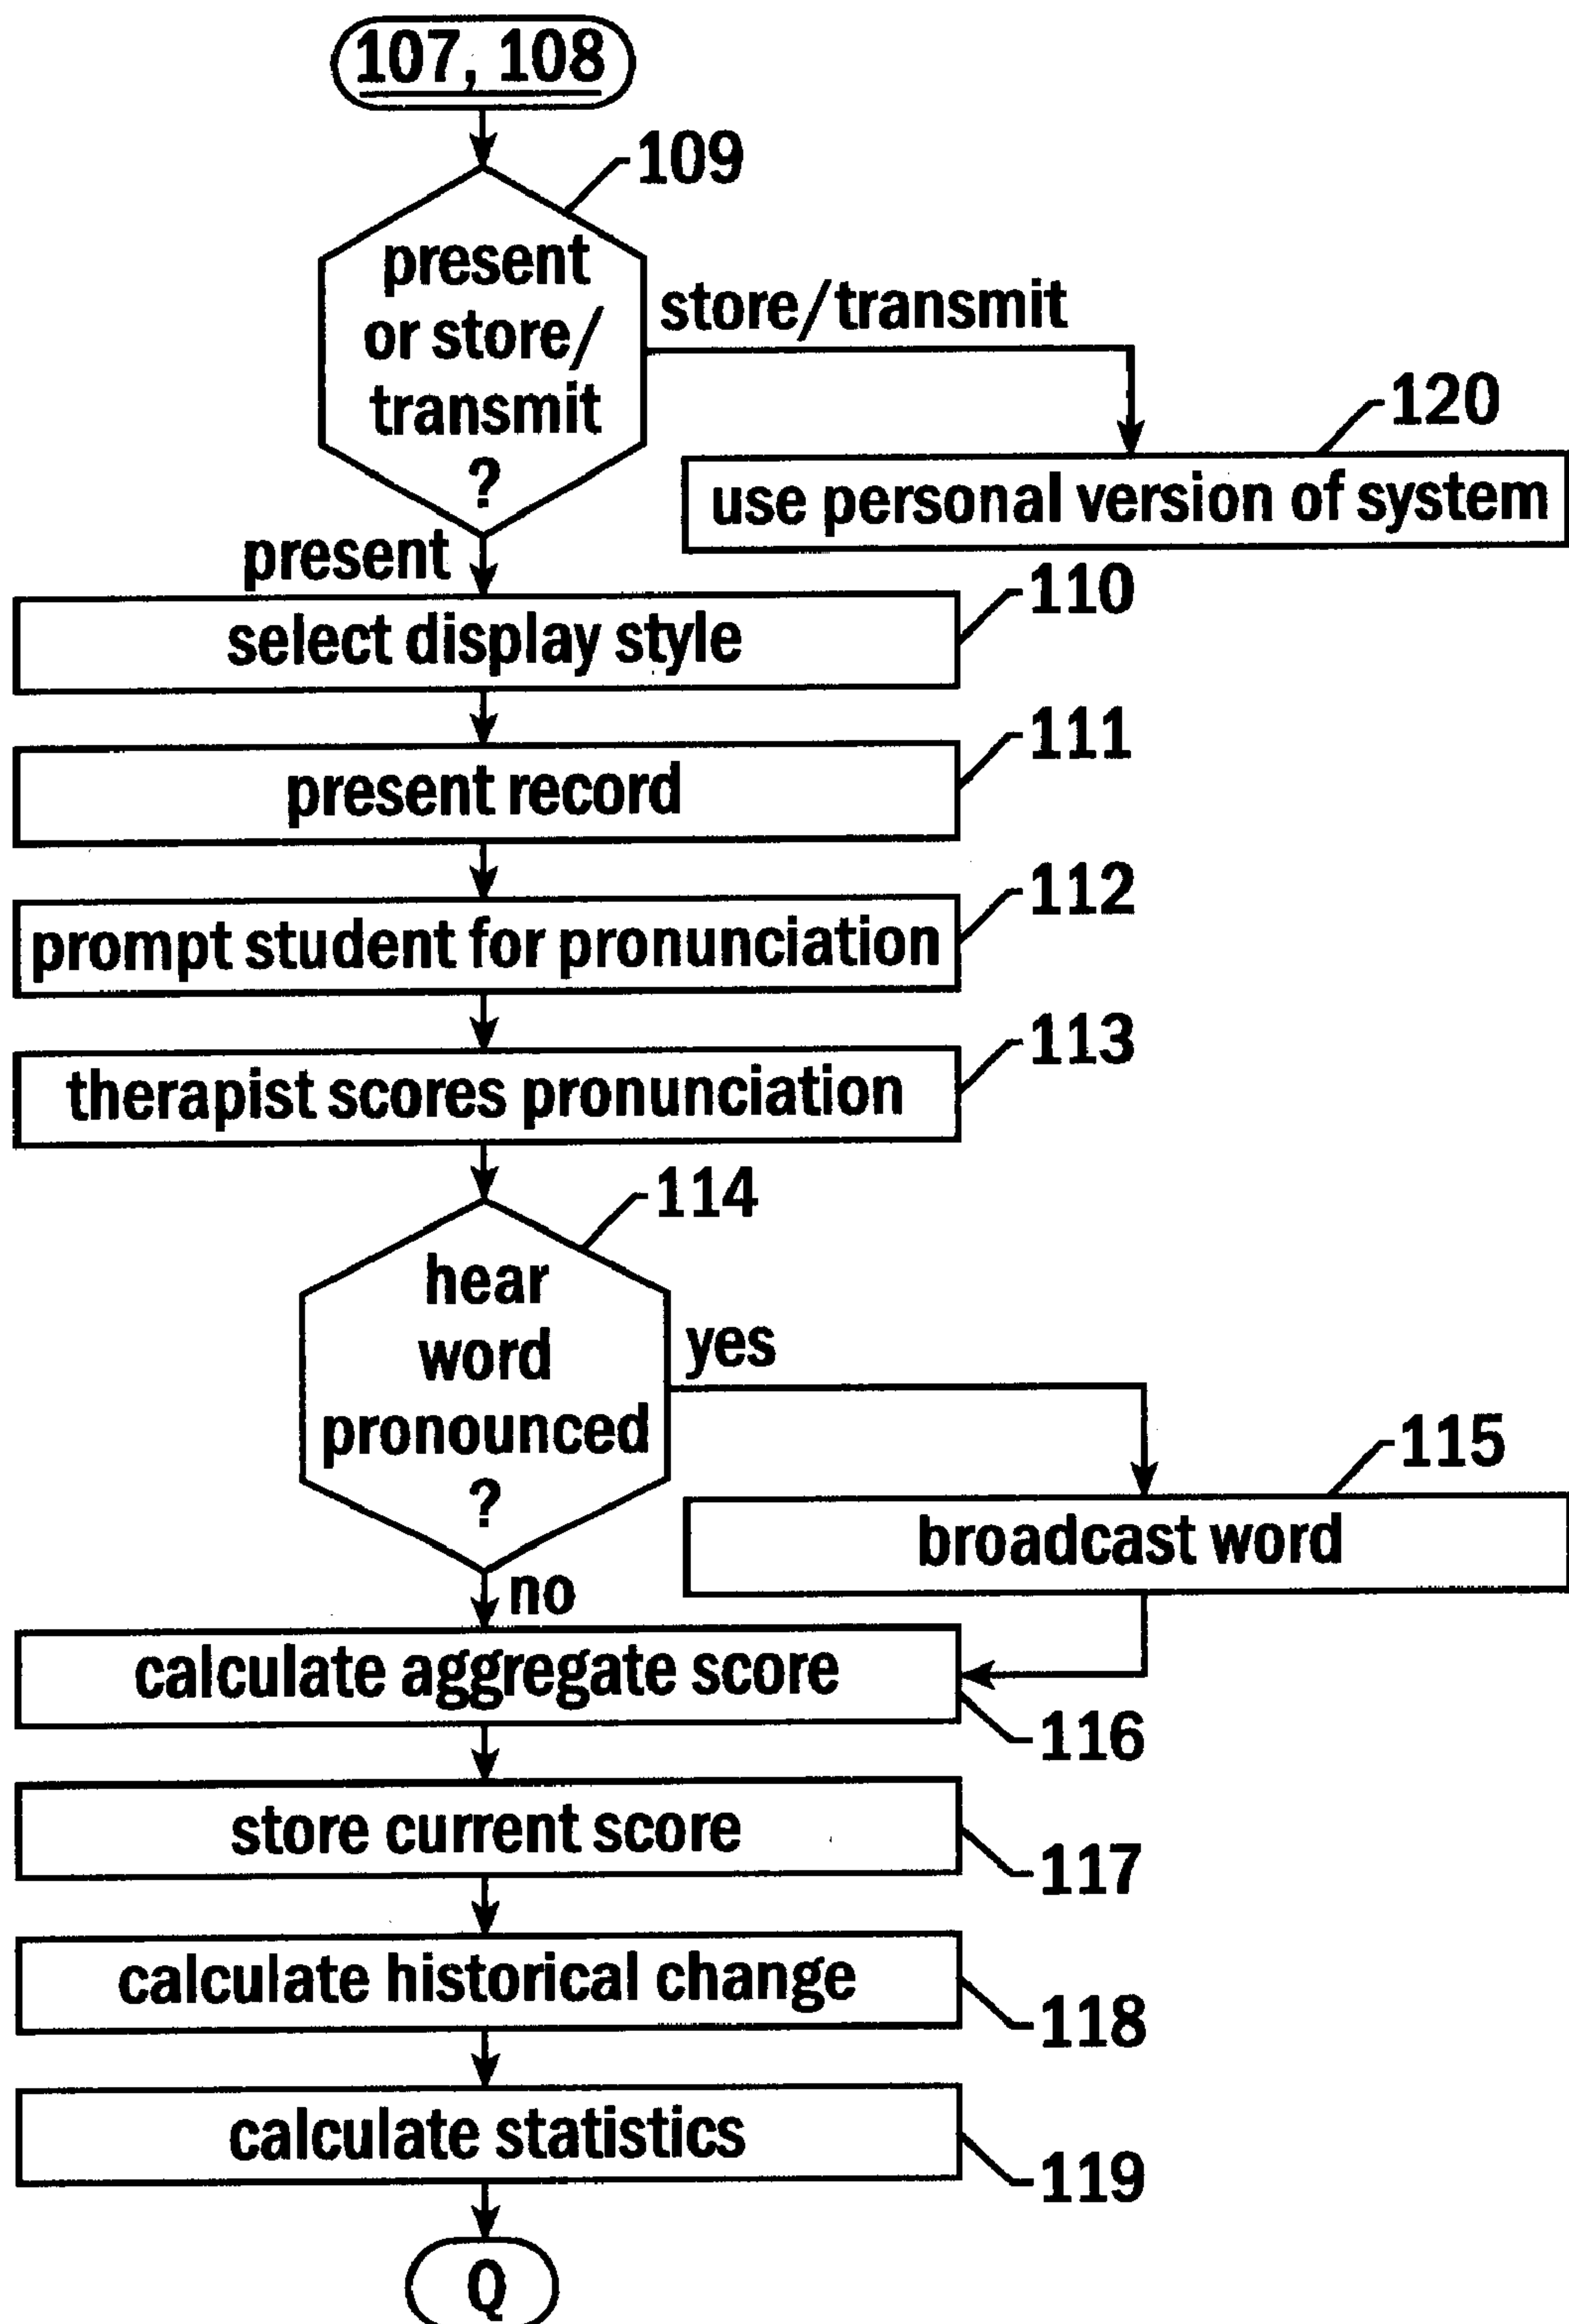 107, 108
109
present
or store/
transmit
?
store/transmit
120
use personal version of system
present
110
select display style
111
present record
112
prompt student for pronunciation
113
therapist scores pronunciation
114
hear
word
pronounced
?
yes
115
broadcast word
no
calculate aggregate score
116
store current score
117
calculate historical change
118
calculate statistics
119
Q